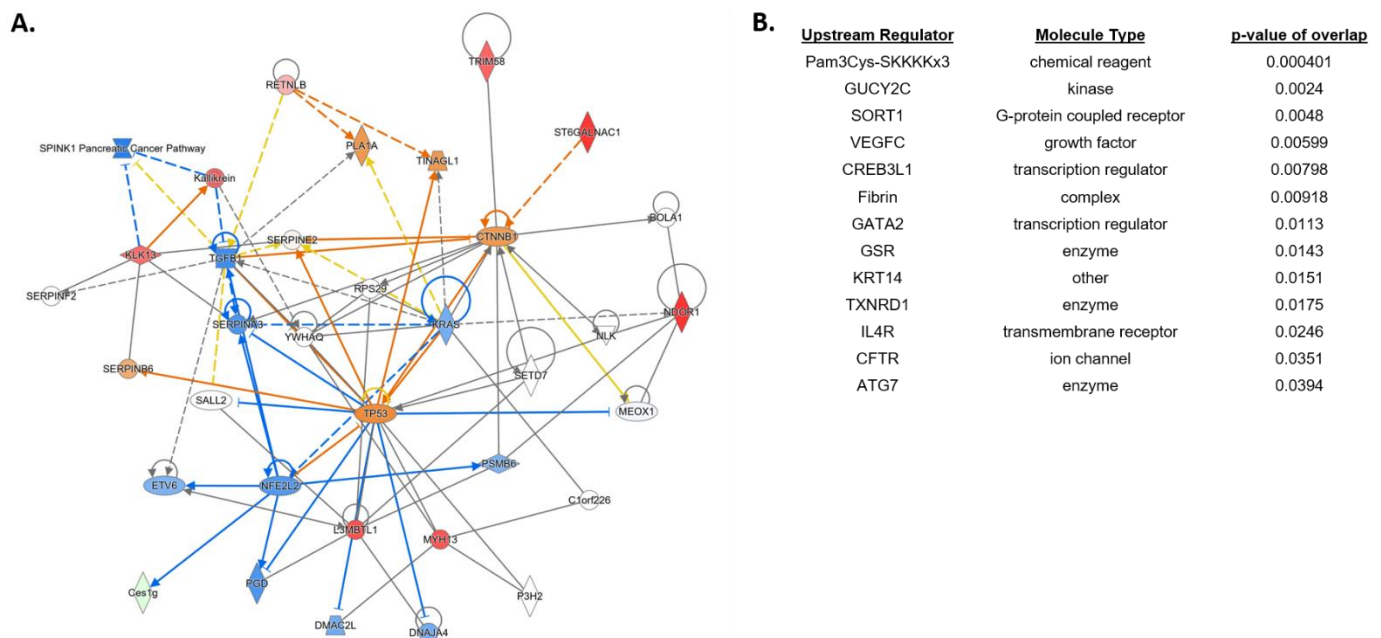 A.
TRIM58
RETNLB
ST6GALNAC1
SPINK1 Pancreatic Cancer Pathway
PLA1A
TINAGL1
Kallikrein
BOLA1
SERPINE2
CTNNB1
KLK13
TGFB1
RPS29
SERPINF2
NDOR1
SERPINA3
YWHAQ
KRAS
NLK
SERPINB6
SETD7
SALL2
TP53
MEOX1
PSMB6
ETV6
NFE2L2
C1orf226
L3MBTL1
MYH13
Ces1g
PGD
P3H2
DMAC2L
DNAJA4
B.
Upstream Regulator Molecule Type p-value of overlap
Pam3Cys-SKKKKx3 chemical reagent 0.000401
GUCY2C kinase 0.0024
SORT1 G-protein coupled receptor 0.0048
VEGFC growth factor 0.00599
CREB3L1 transcription regulator 0.00798
Fibrin complex 0.00918
GATA2 transcription regulator 0.0113
GSR enzyme 0.0143
KRT14 other 0.0151
TXNRD1 enzyme 0.0175
IL4R transmembrane receptor 0.0246
CFTR ion channel 0.0351
ATG7 enzyme 0.0394